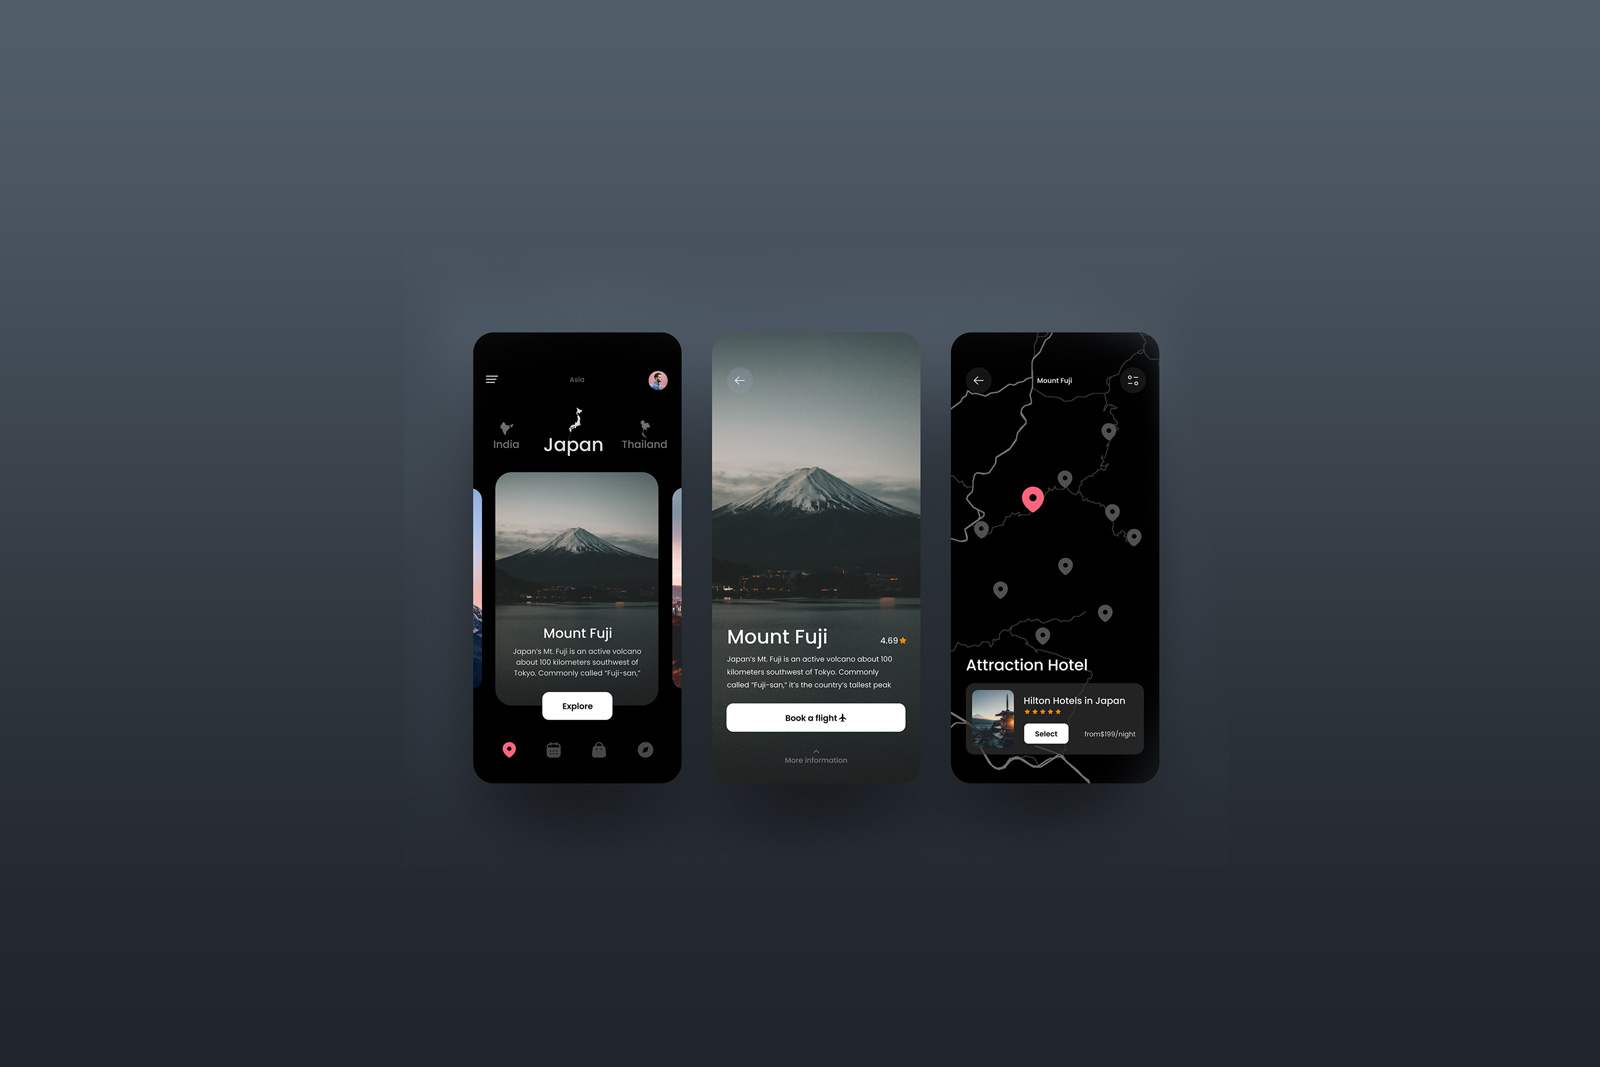 Asia
India
Japan
Thailand
Mount Fuji
Japan's Mt. Fuji is an active volcano
about 100 kilometers southwest of
Tokyo. Commonly called “Fuji-san,”
Explore
Mount Fuji
4.69
Japan's Mt. Fuji is an active volcano about 100
kilometers southwest of Tokyo. Commonly
called “Fuji-san,” it's the country's tallest peak
Book a flight
More information
Mount Fuji
Attraction Hotel
Hilton Hotels in Japan
Select
from$199/night